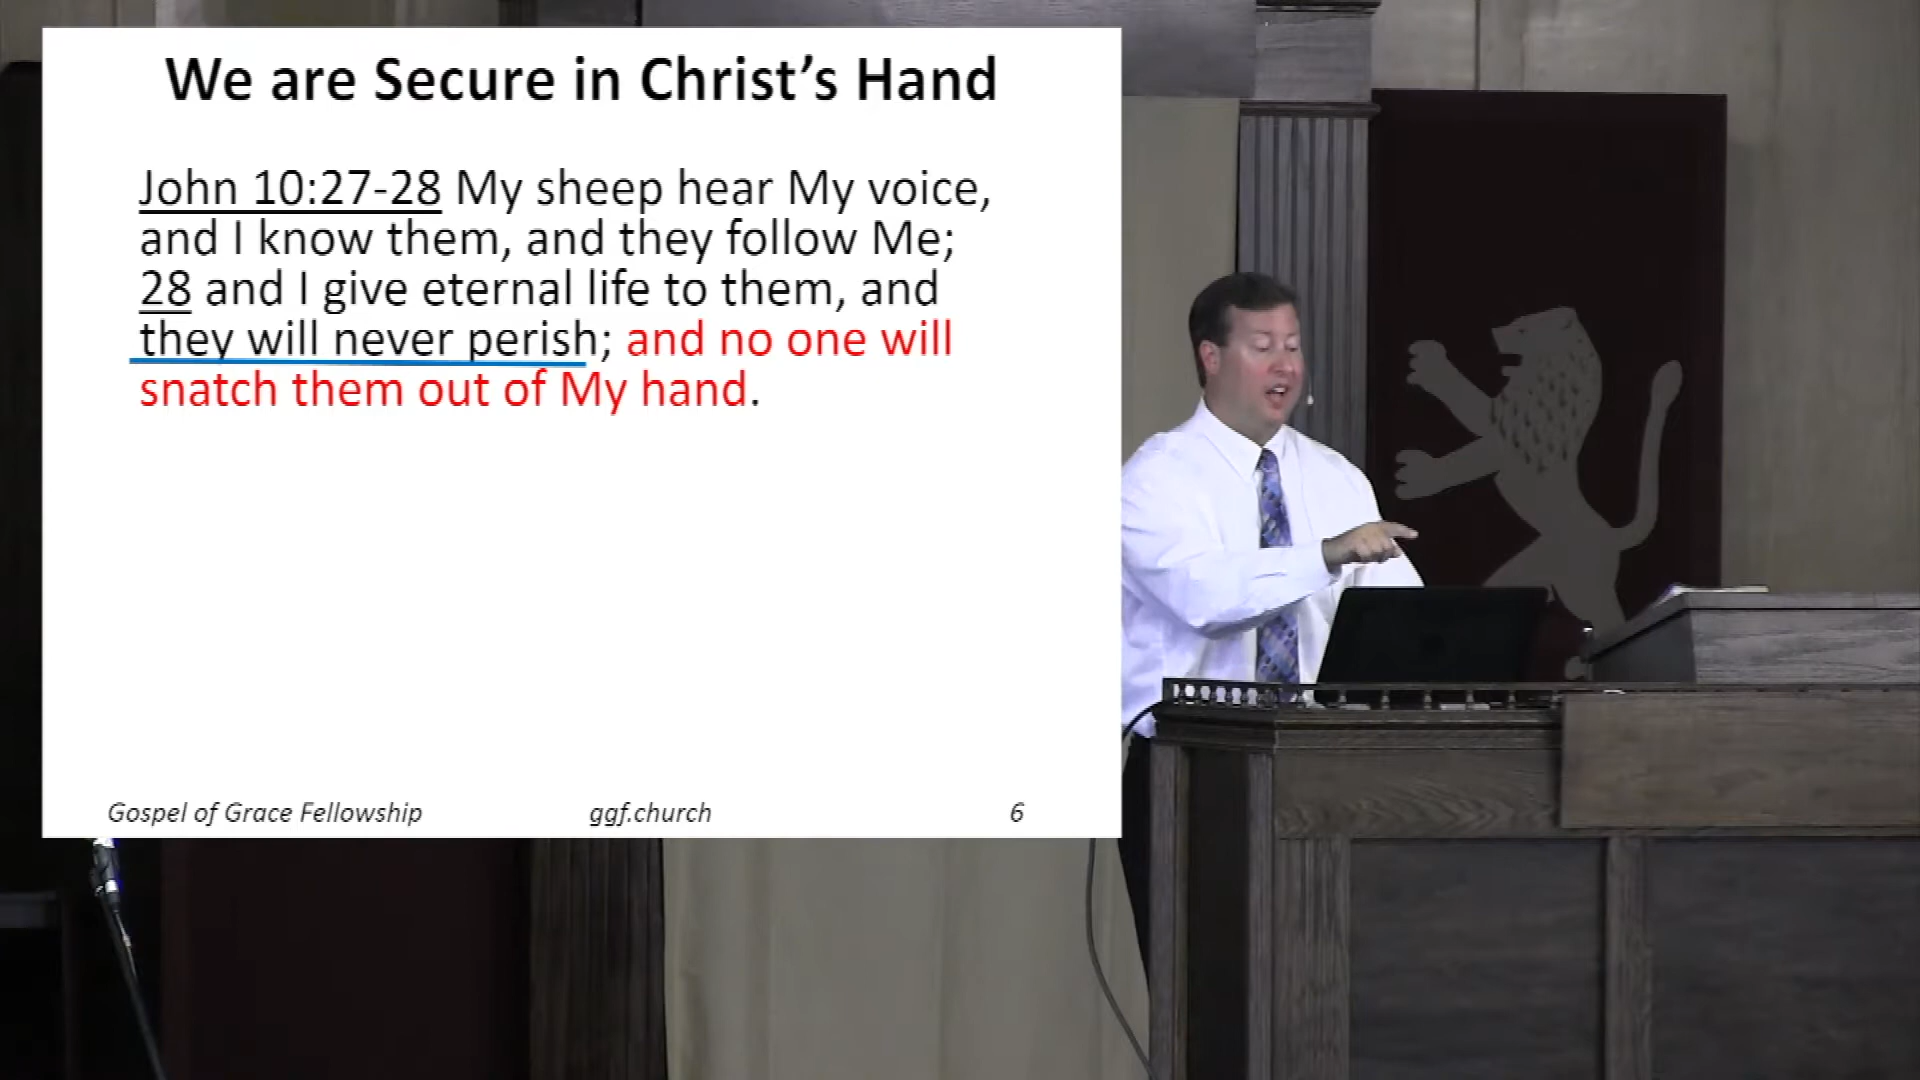 We are Secure in Christ’s Hand
John 10:27-28 My sheep hear My voice,
and I know them, and they follow Me;
28 and I give eternal life to them, and
they will never perish; and no one will
snatch them out of My hand.
Gospel of Grace Fellowship ggf.church 6